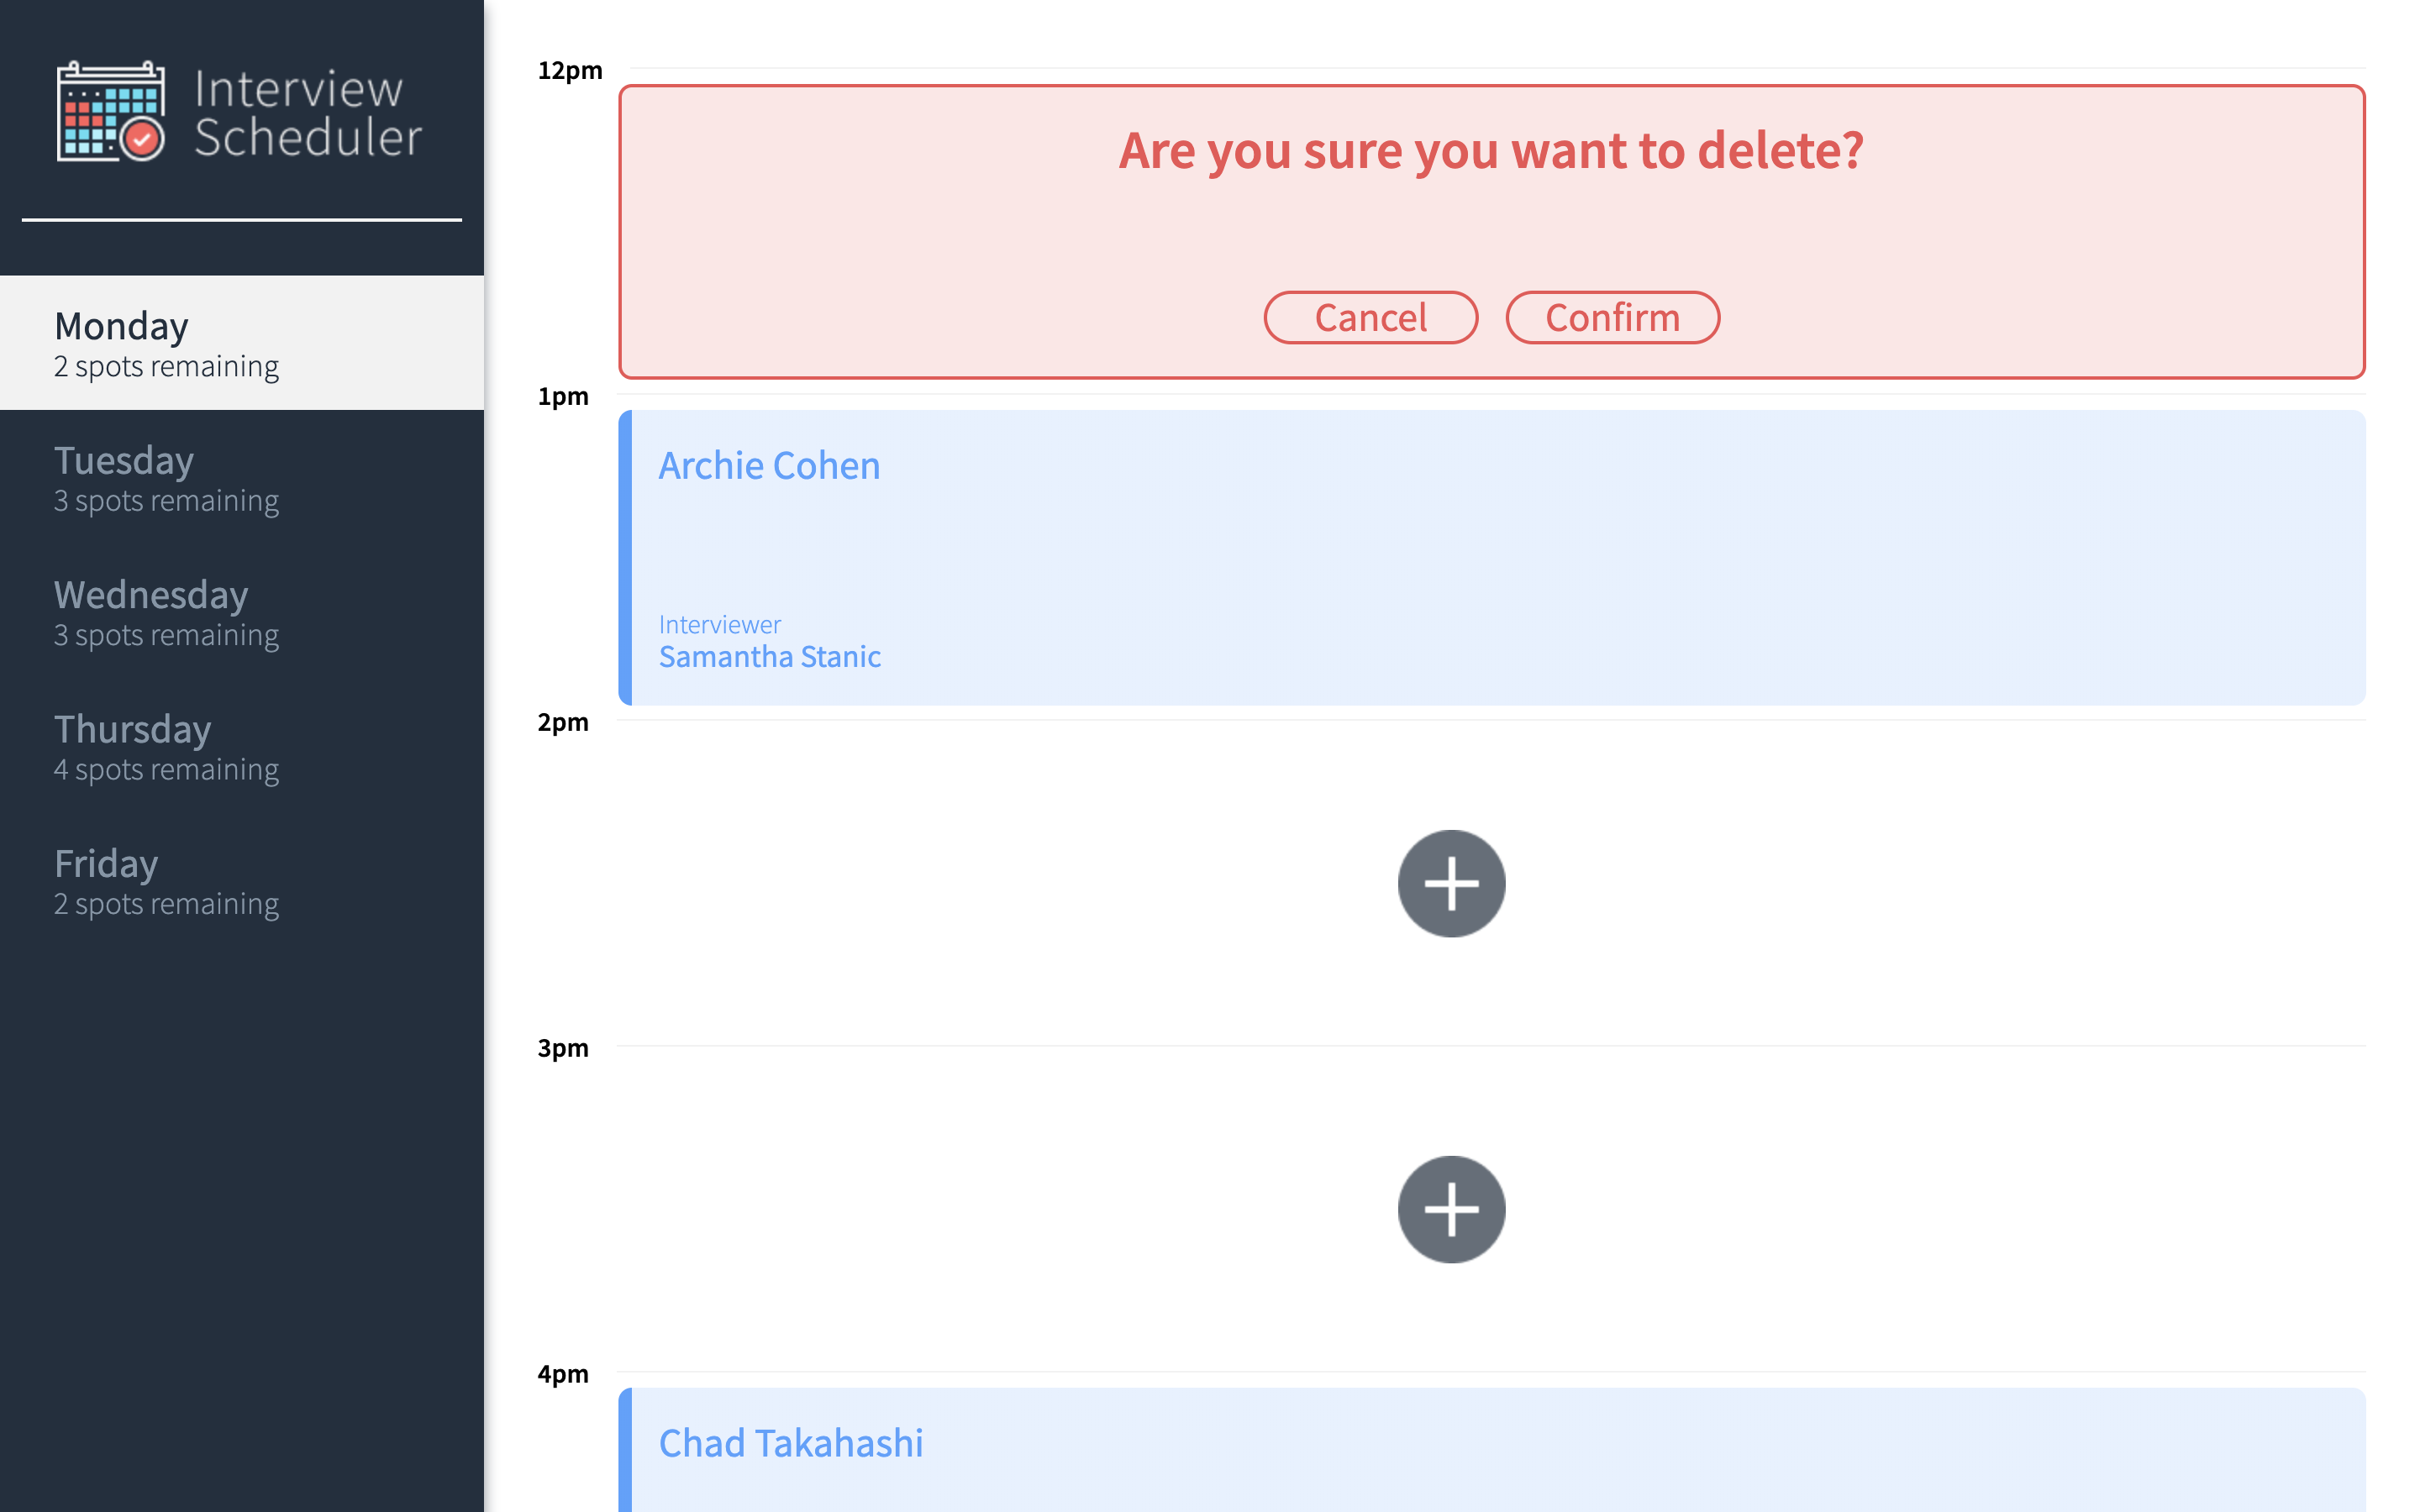 Interview
Scheduler
Monday
2 spots remaining
Tuesday
3 spots remaining
Wednesday
3 spots remaining
Thursday
4 spots remaining
Friday
2 spots remaining
12pm
Are you sure you want to delete?
Cancel Confirm
1pm
Archie Cohen
Interviewer
Samantha Stanic
2pm
3pm
4pm
Chad Takahashi